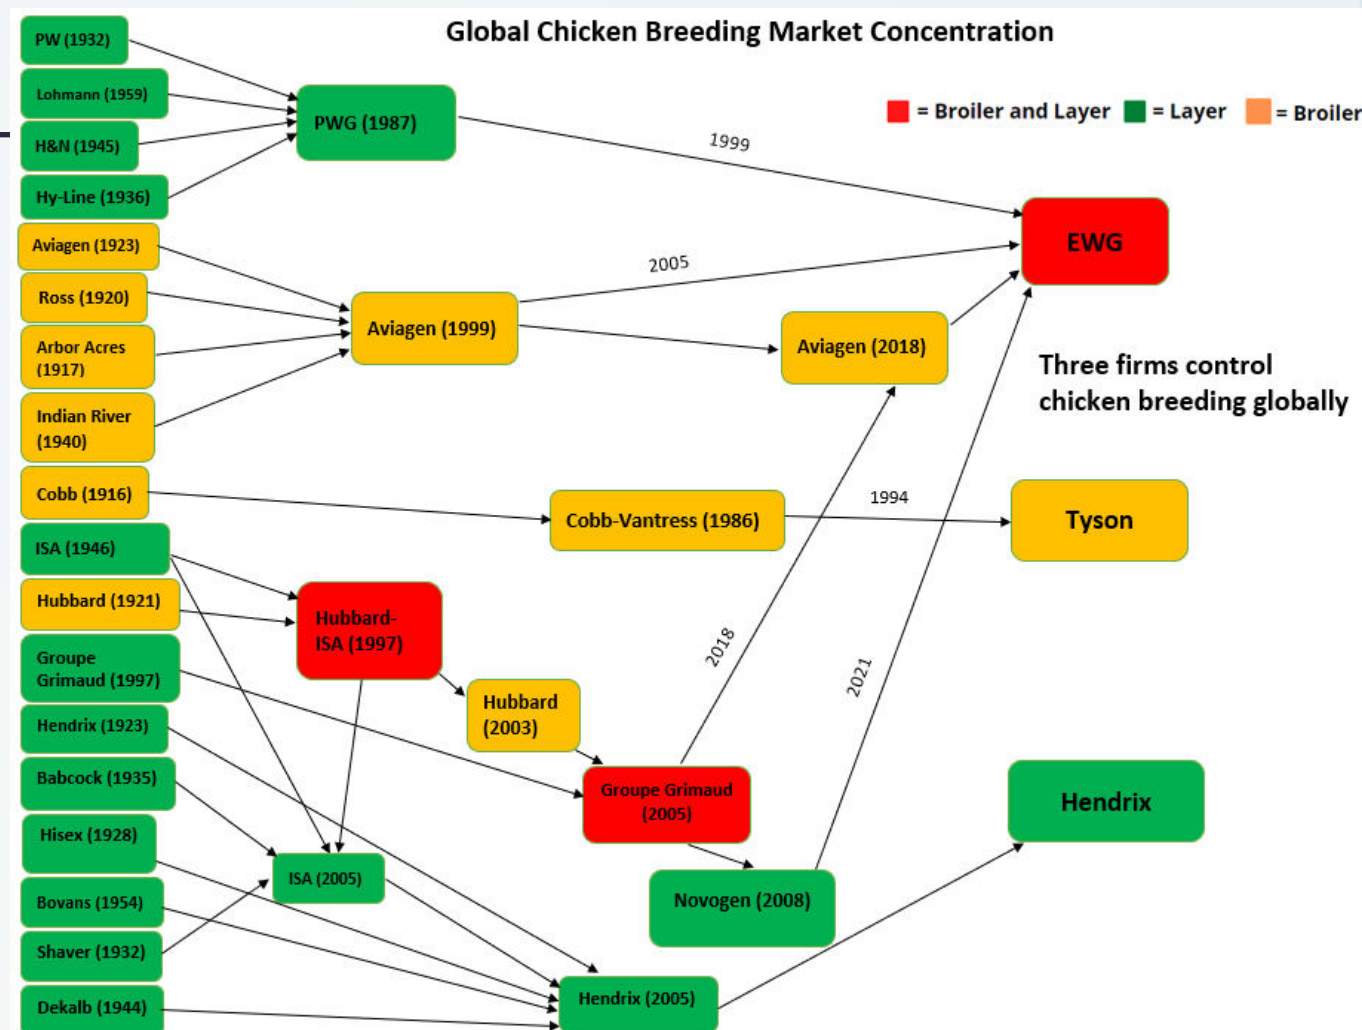 Global Chicken Breeding Market Concentration
= Broiler and Layer = Layer = Broiler
PW (1932)
Lohmann (1959)
H&N (1945)
Hy-Line (1936)
Aviagen (1923)
Ross (1920)
Arbor Acres
(1917)
Indian River
(1940)
Cobb (1916)
ISA (1946)
Hubbard (1921)
Groupe
Grimaud (1997)
Hendrix (1923)
Babcock (1935)
Hisex (1928)
Bovans (1954)
Shaver (1932)
Dekalb (1944)
PWG (1987)
1999
Aviagen (1999)
2005
Aviagen (2018)
EWG
Three firms control
chicken breeding globally
Cobb-Vantress (1986)
1994
Tyson
Hubbard-
ISA (1997)
Hubbard
(2003)
Groupe Grimaud
(2005)
2018
2021
ISA (2005)
Novogen (2008)
Hendrix (2005)
Hendrix